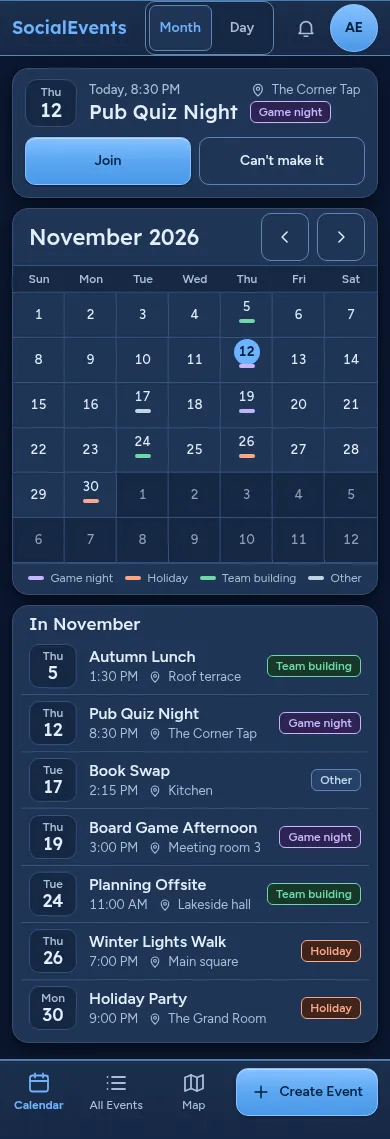 SocialEvents Month Day AE
Thu 12
Today, 8:30 PM The Corner Tap
Pub Quiz Night Game night
Join Can't make it
November 2026
Sun Mon Tue Wed Thu Fri Sat
1 2 3 4 5 6 7
8 9 10 11 12 13 14
15 16 17 18 19 20 21
22 23 24 25 26 27 28
29 30 1 2 3 4 5
6 7 8 9 10 11 12
Game night Holiday Team building Other
In November
Thu 5
Autumn Lunch
1:30 PM Roof terrace
Team building
Thu 12
Pub Quiz Night
8:30 PM The Corner Tap
Game night
Tue 17
Book Swap
2:15 PM Kitchen
Other
Thu 19
Board Game Afternoon
3:00 PM Meeting room 3
Game night
Tue 24
Planning Offsite
11:00 AM Lakeside hall
Team building
Thu 26
Winter Lights Walk
7:00 PM Main square
Holiday
Mon 30
Holiday Party
9:00 PM The Grand Room
Holiday
Calendar All Events Map Create Event